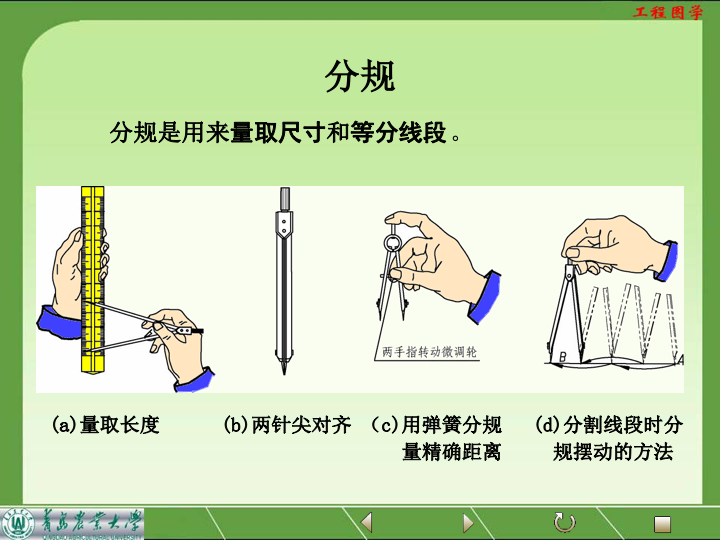 工程图学
分规
分规是用来量取尺寸和等分线段。
两手指转动微调轮
B
A
(a)量取长度
(b)两针尖对齐
(c)用弹簧分规
量精确距离
(d)分割线段时分
规摆动的方法
青岛农业大学